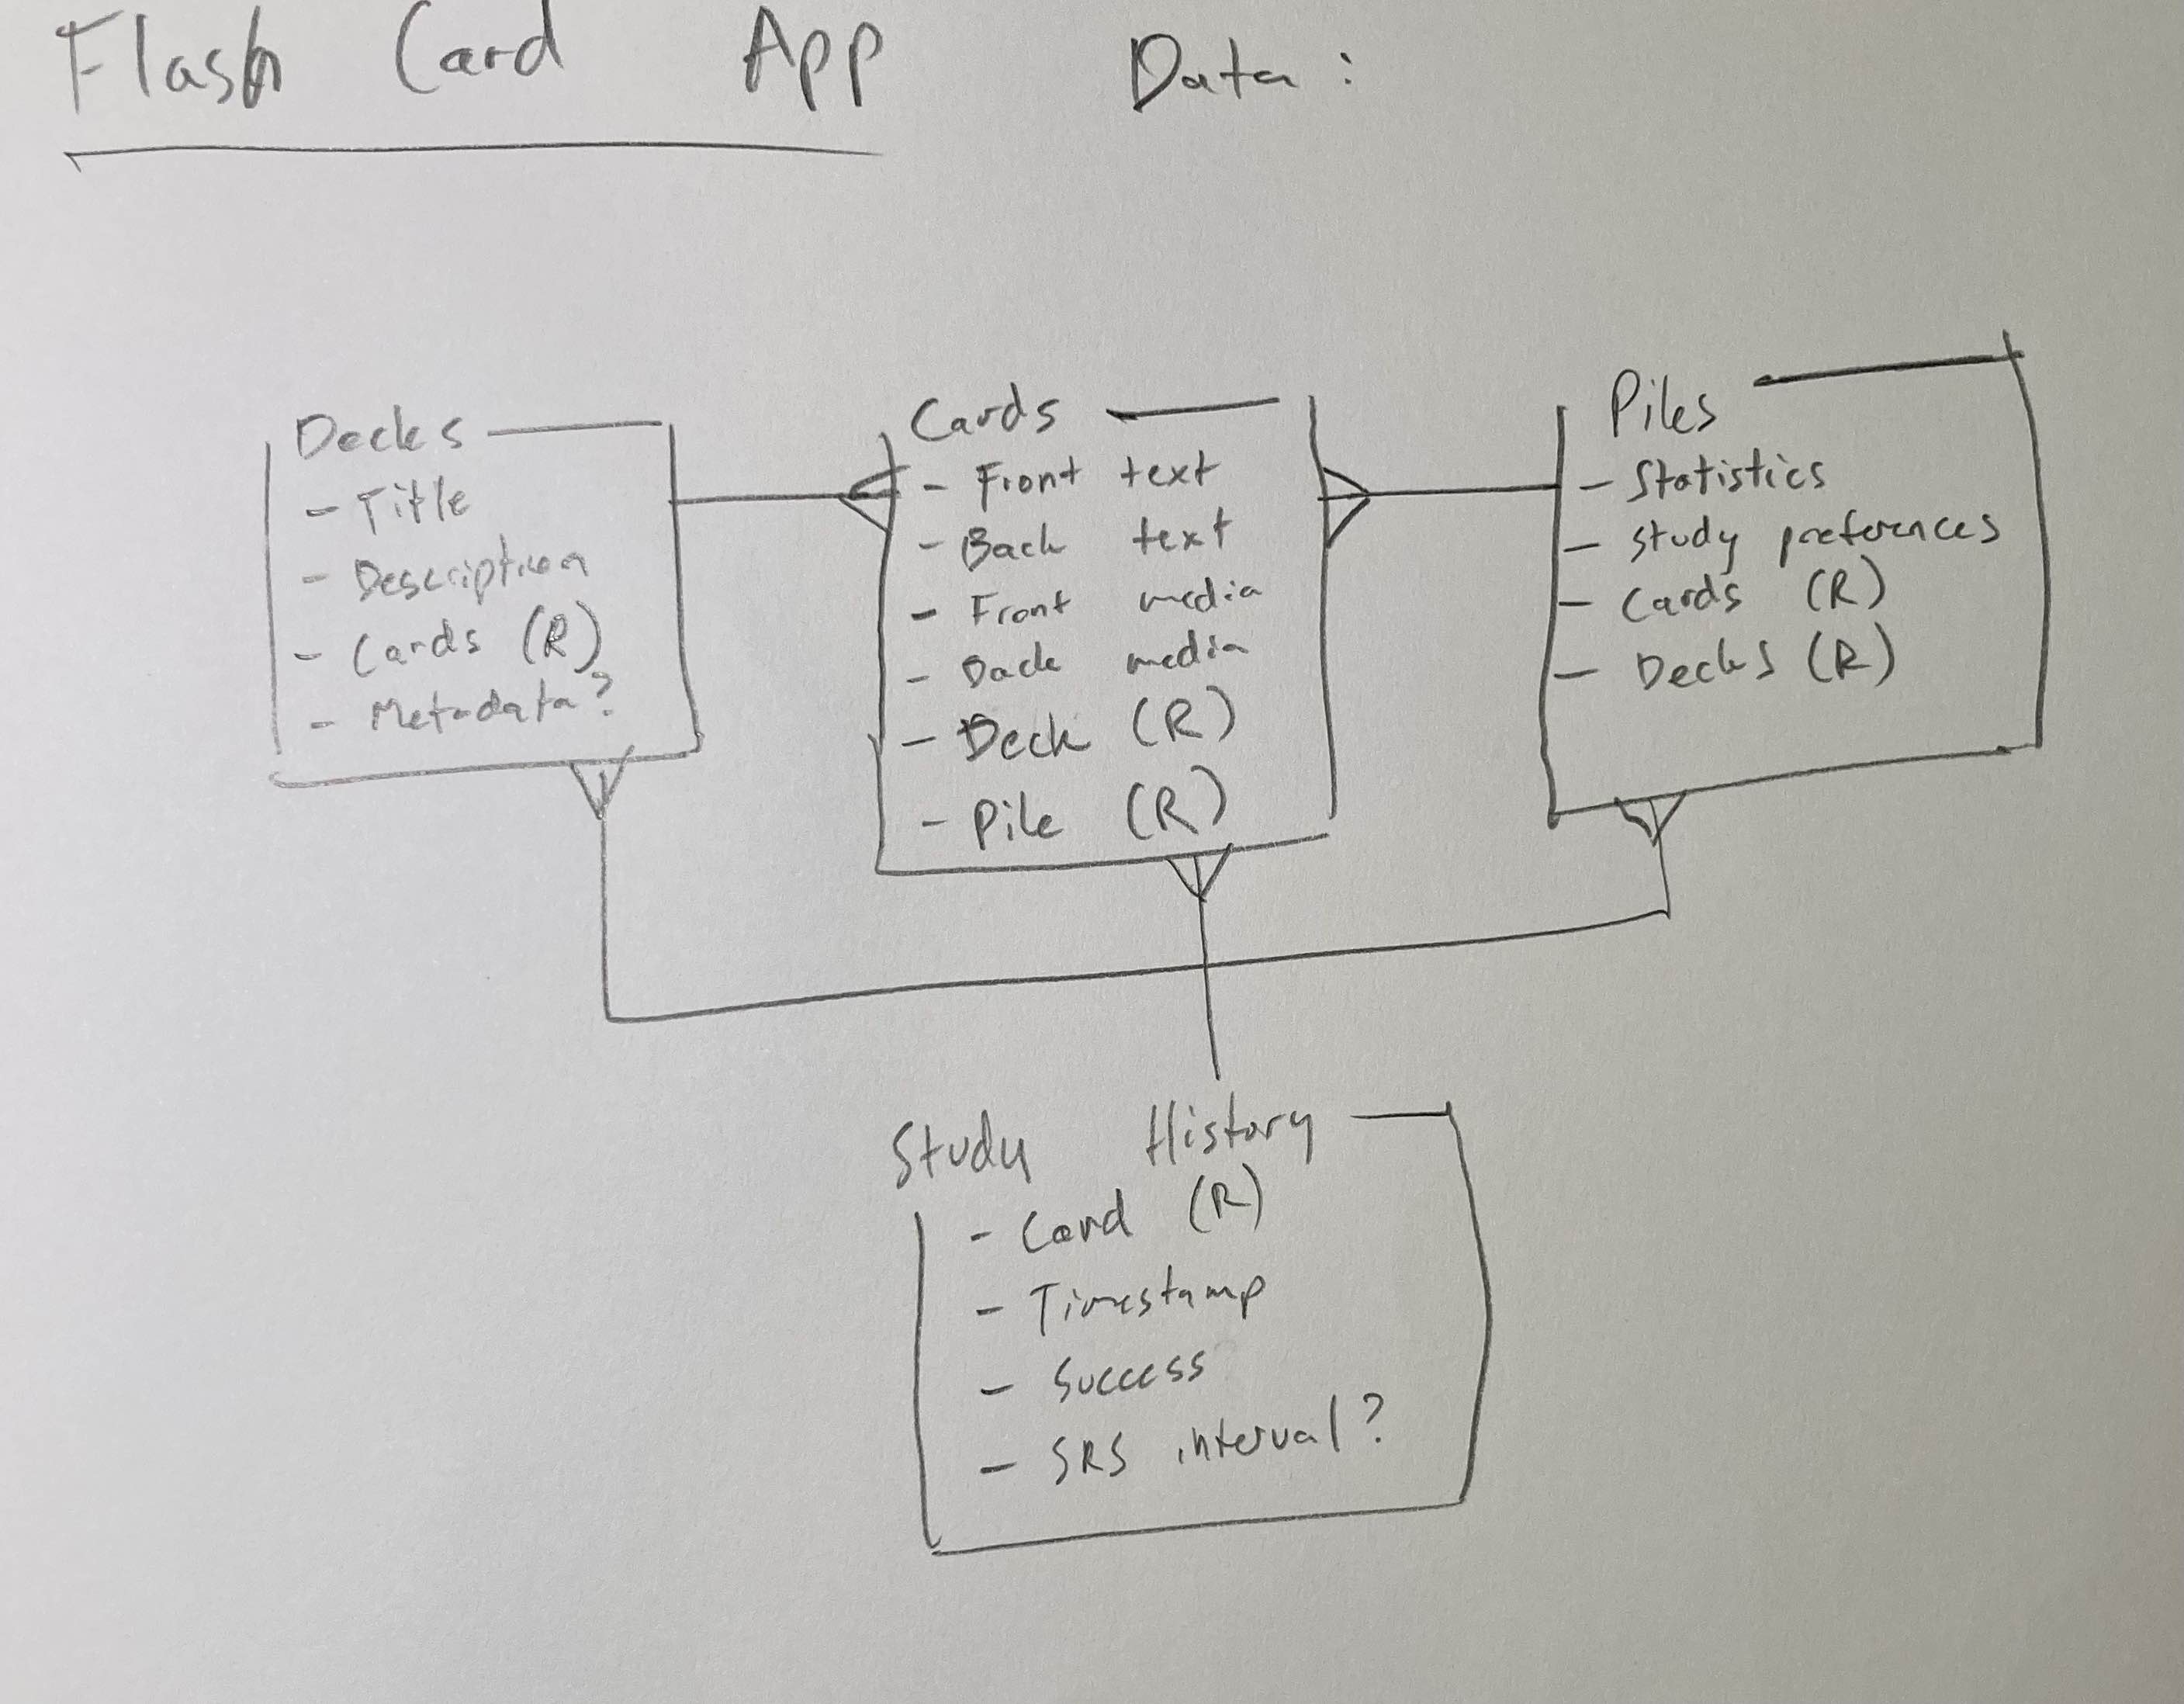 Flash Card App Data:
Decks
- Title
- Description
- Cards (R)
- Metadata?
Cards
- Front text
- Back text
- Front media
- Back media
- Deck (R)
- Pile (R)
Piles
- Statistics
- Study preferences
- Cards (R)
- Decks (R)
Study History
- Card (R)
- Timestamp
- Success
- SRS interval?